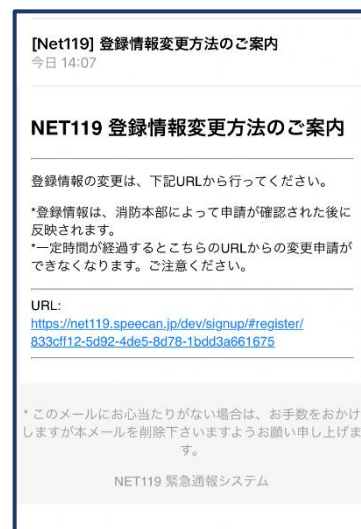 [Net119] 登録情報変更方法のご案内
今日 14:07
NET119 登録情報変更方法のご案内
登録情報の変更は、下記URLから行ってください。
*登録情報は、消防本部によって申請が確認された後に
反映されます。
*一定時間が経過するとこちらのURLからの変更申請が
できなくなります。ご注意ください。
URL:
https://net119.speecan.jp/dev/signup/#register/
833cff12-5d92-4de5-8d78-1bdd3a661675
* このメールにお心当たりがない場合は、お手数をおかけ
しますが本メールを削除下さいますようお願い申し上げま
す。
NET119 緊急通報システム